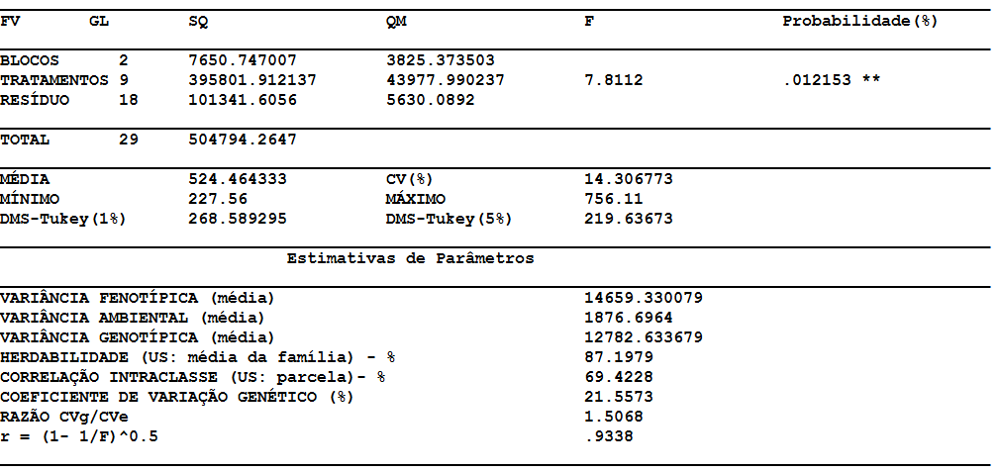 FV GL SQ QM F Probabilidade(%)
BLOCOS 2 7650.747007 3825.373503
TRATAMENTOS 9 395801.912137 43977.990237 7.8112 .012153 **
RESÍDUO 18 101341.6056 5630.0892
TOTAL 29 504794.2647
MÉDIA 524.464333 CV(%) 14.306773
MÍNIMO 227.56 MÁXIMO 756.11
DMS-Tukey(1%) 268.589295 DMS-Tukey(5%) 219.63673
Estimativas de Parâmetros
VARIÂNCIA FENOTÍPICA (média) 14659.330079
VARIÂNCIA AMBIENTAL (média) 1876.6964
VARIÂNCIA GENOTÍPICA (média) 12782.633679
HERDABILIDADE (US: média da família) - % 87.1979
CORRELAÇÃO INTRACLASSE (US: parcela)- % 69.4228
COEFICIENTE DE VARIAÇÃO GENÉTICO (%) 21.5573
RAZÃO CVg/CVe 1.5068
r = (1- 1/F)^0.5 .9338